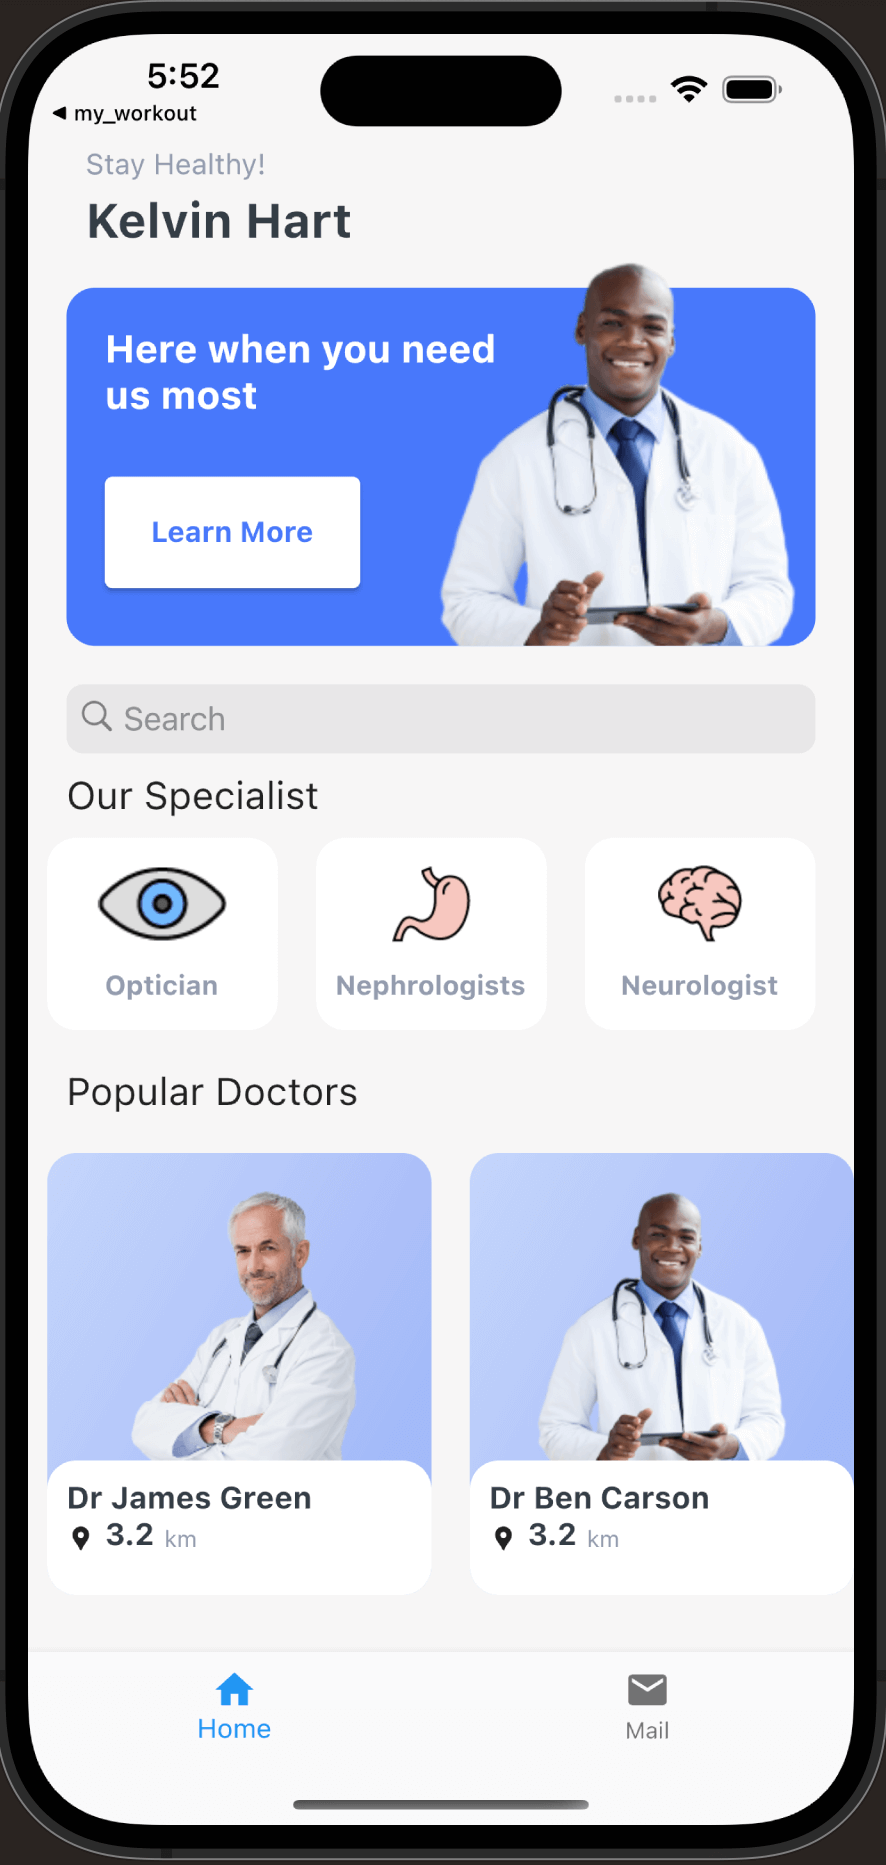 5:52
my_workout
Stay Healthy!
Kelvin Hart
Here when you need
us most
Learn More
Search
Our Specialist
Optician
Nephrologists
Neurologist
Popular Doctors
Dr James Green
3.2 km
Dr Ben Carson
3.2 km
Home
Mail